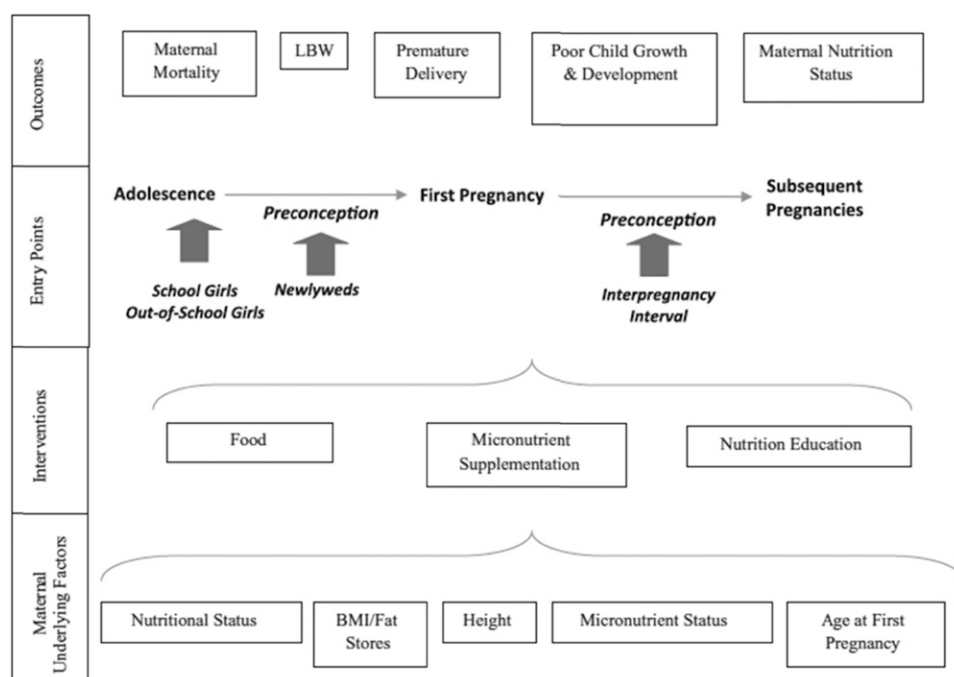 Outcomes
Maternal
Mortality
LBW
Premature
Delivery
Poor Child Growth
& Development
Maternal Nutrition
Status
Entry Points
Adolescence
Preconception
First Pregnancy
Preconception
Subsequent
Pregnancies
School Girls
Out-of-School Girls
Newlyweds
Interpregnancy
Interval
Interventions
Food
Micronutrient
Supplementation
Nutrition Education
Maternal
Underlying Factors
Nutritional Status
BMI/Fat
Stores
Height
Micronutrient Status
Age at First
Pregnancy